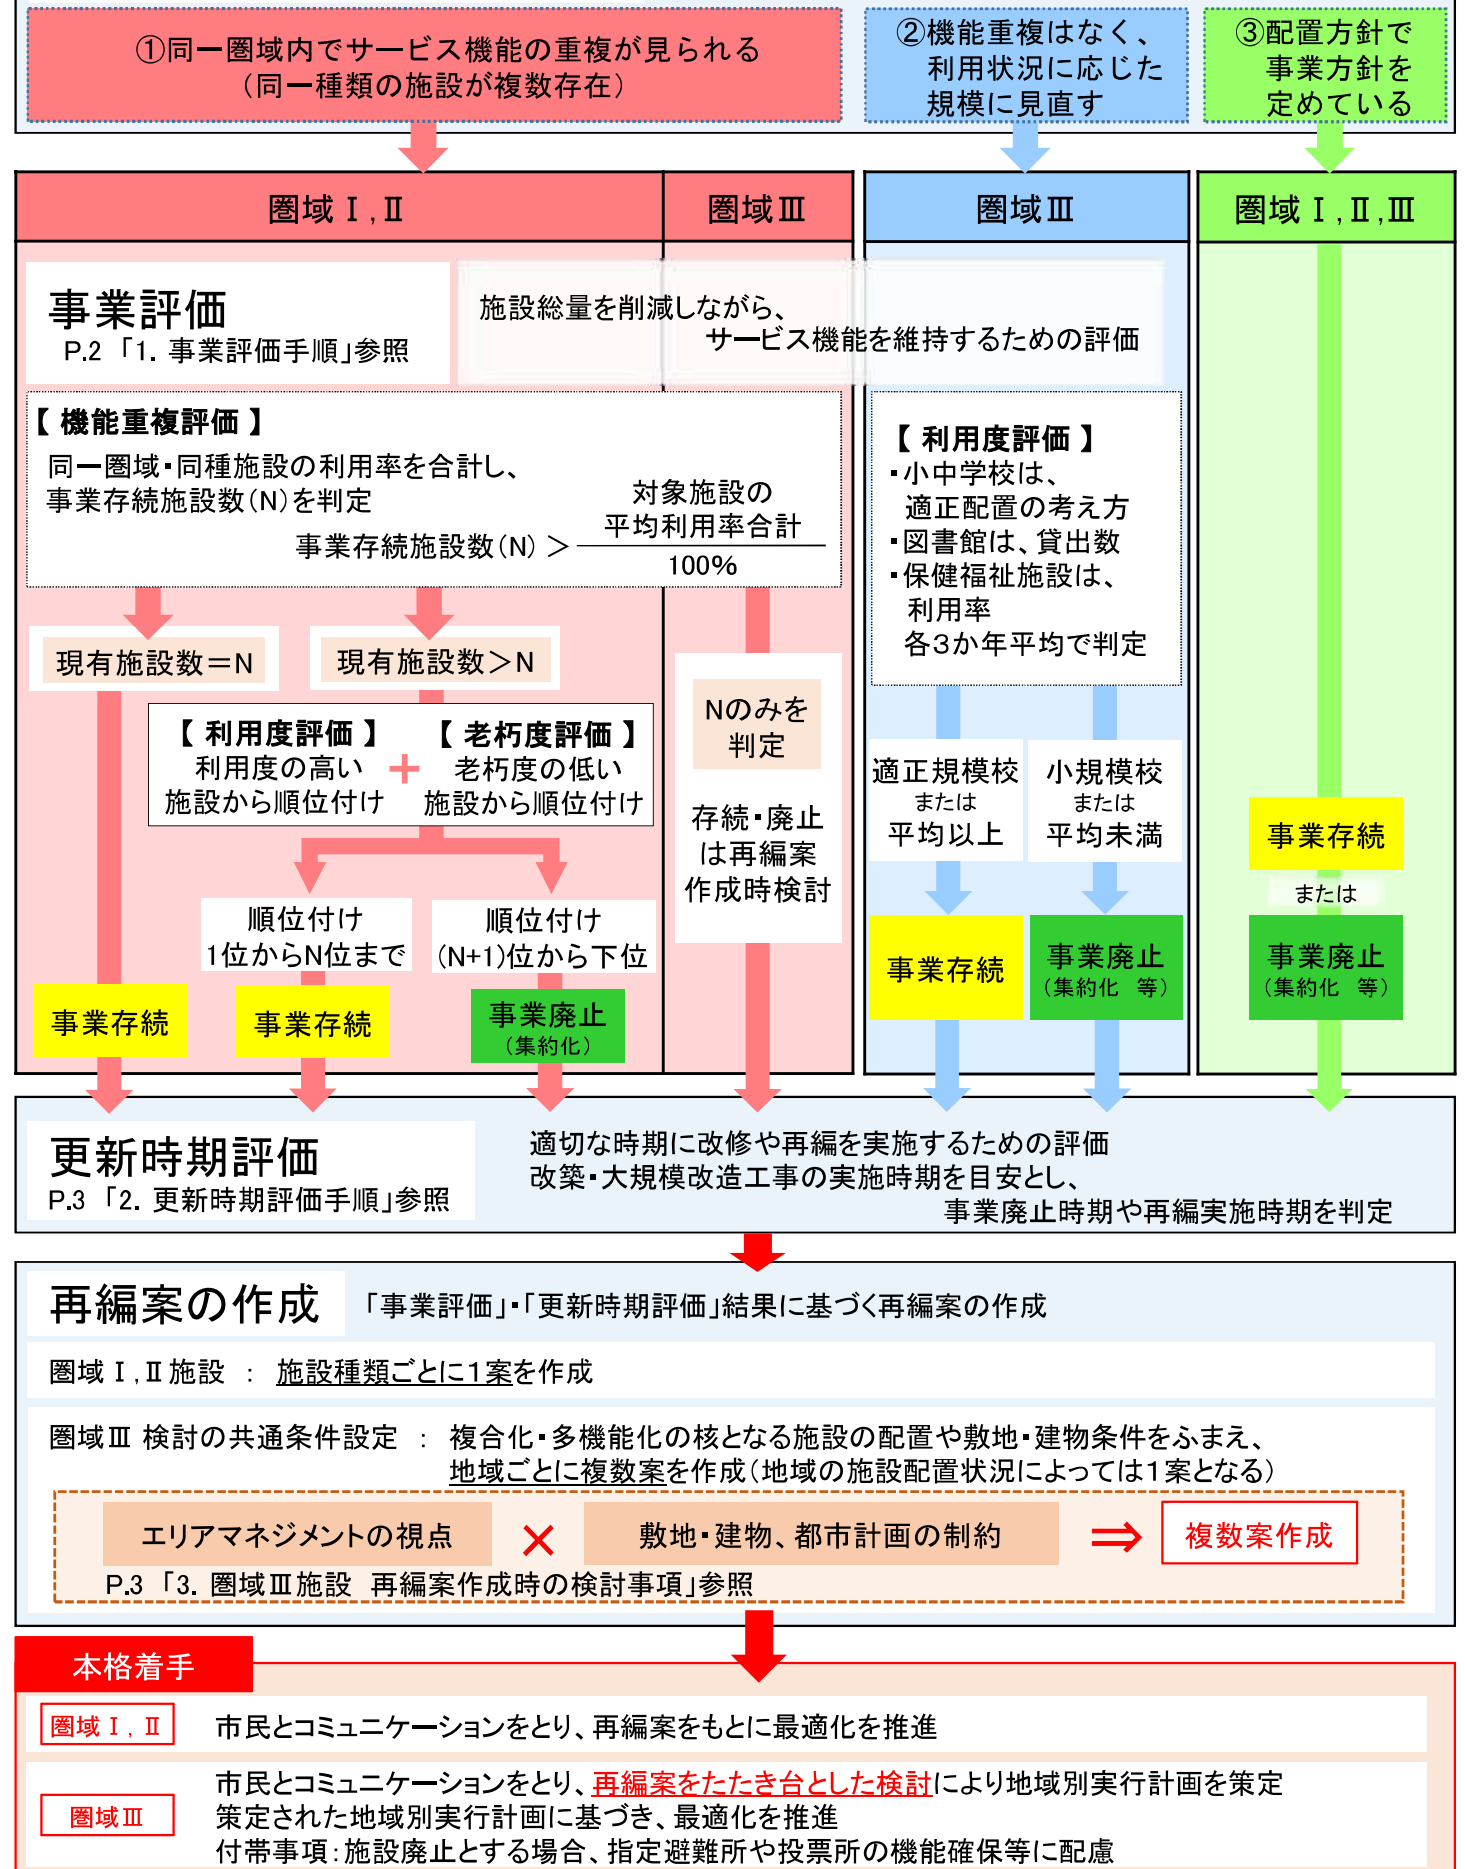 ①同一圏域内でサービス機能の重複が見られる
(同一種類の施設が複数存在)
②機能重複はなく、
利用状況に応じた
規模に見直す
③配置方針で
事業方針を
定めている
圏域Ⅰ,Ⅱ
圏域Ⅲ
圏域Ⅲ
圏域Ⅰ,Ⅱ,Ⅲ
事業評価
P.2「1. 事業評価手順」参照
施設総量を削減しながら、
サービス機能を維持するための評価
【 機能重複評価 】
同一圏域・同種施設の利用率を合計し、
事業存続施設数(N)を判定
事業存続施設数(N) >
対象施設の
平均利用率合計
100%
【 利用度評価 】
・小中学校は、
適正配置の考え方
・図書館は、貸出数
・保健福祉施設は、
利用率
各3か年平均で判定
現有施設数=N
現有施設数>N
【 利用度評価 】
利用度の高い
施設から順位付け
+
【 老朽度評価 】
老朽度の低い
施設から順位付け
Nのみを
判定
存続・廃止
は再編案
作成時検討
適正規模校
または
平均以上
小規模校
または
平均未満
順位付け
1位からN位まで
順位付け
(N+1)位から下位
事業存続
事業存続
事業廃止
(集約化)
事業存続
事業廃止
(集約化 等)
事業存続
または
事業廃止
(集約化 等)
更新時期評価
P.3「2. 更新時期評価手順」参照
適切な時期に改修や再編を実施するための評価
改築・大規模改造工事の実施時期を目安とし、
事業廃止時期や再編実施時期を判定
再編案の作成
「事業評価」・「更新時期評価」結果に基づく再編案の作成
圏域Ⅰ,Ⅱ施設 : 施設種類ごとに1案を作成
圏域Ⅲ 検討の共通条件設定 : 複合化・多機能化の核となる施設の配置や敷地・建物条件をふまえ、
地域ごとに複数案を作成(地域の施設配置状況によっては1案となる)
エリアマネジメントの視点 × 敷地・建物、都市計画の制約 ⇒ 複数案作成
P.3「3. 圏域Ⅲ施設 再編案作成時の検討事項」参照
本格着手
圏域Ⅰ,Ⅱ 市民とコミュニケーションをとり、再編案をもとに最適化を推進
圏域Ⅲ
市民とコミュニケーションをとり、再編案をたたき台とした検討により地域別実行計画を策定
策定された地域別実行計画に基づき、最適化を推進
付帯事項:施設廃止とする場合、指定避難所や投票所の機能確保等に配慮